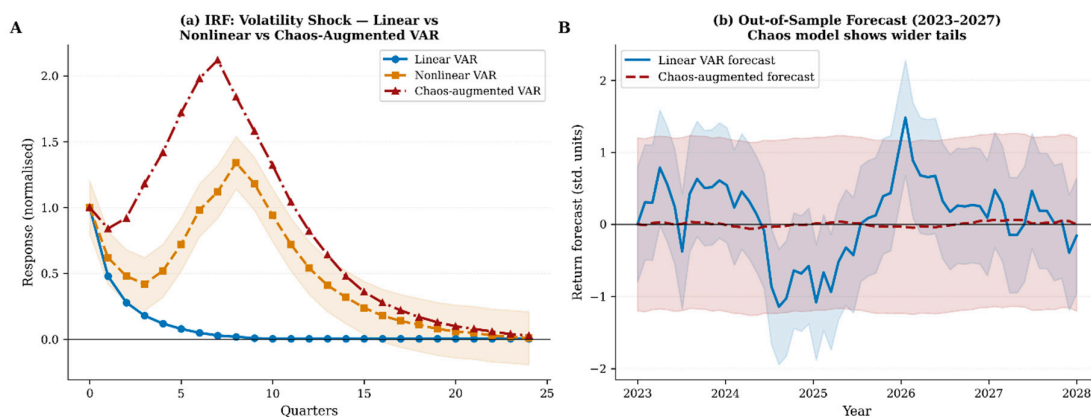 A
(a) IRF: Volatility Shock — Linear vs
Nonlinear vs Chaos-Augmented VAR
Linear VAR
Nonlinear VAR
Chaos-augmented VAR
Response (normalised)
2.0
1.5
1.0
0.5
0.0
0 5 10 15 20 25
Quarters
B
(b) Out-of-Sample Forecast (2023–2027)
Chaos model shows wider tails
Linear VAR forecast
Chaos-augmented forecast
Return forecast (std. units)
2
1
0
−1
−2
2023 2024 2025 2026 2027 2028
Year